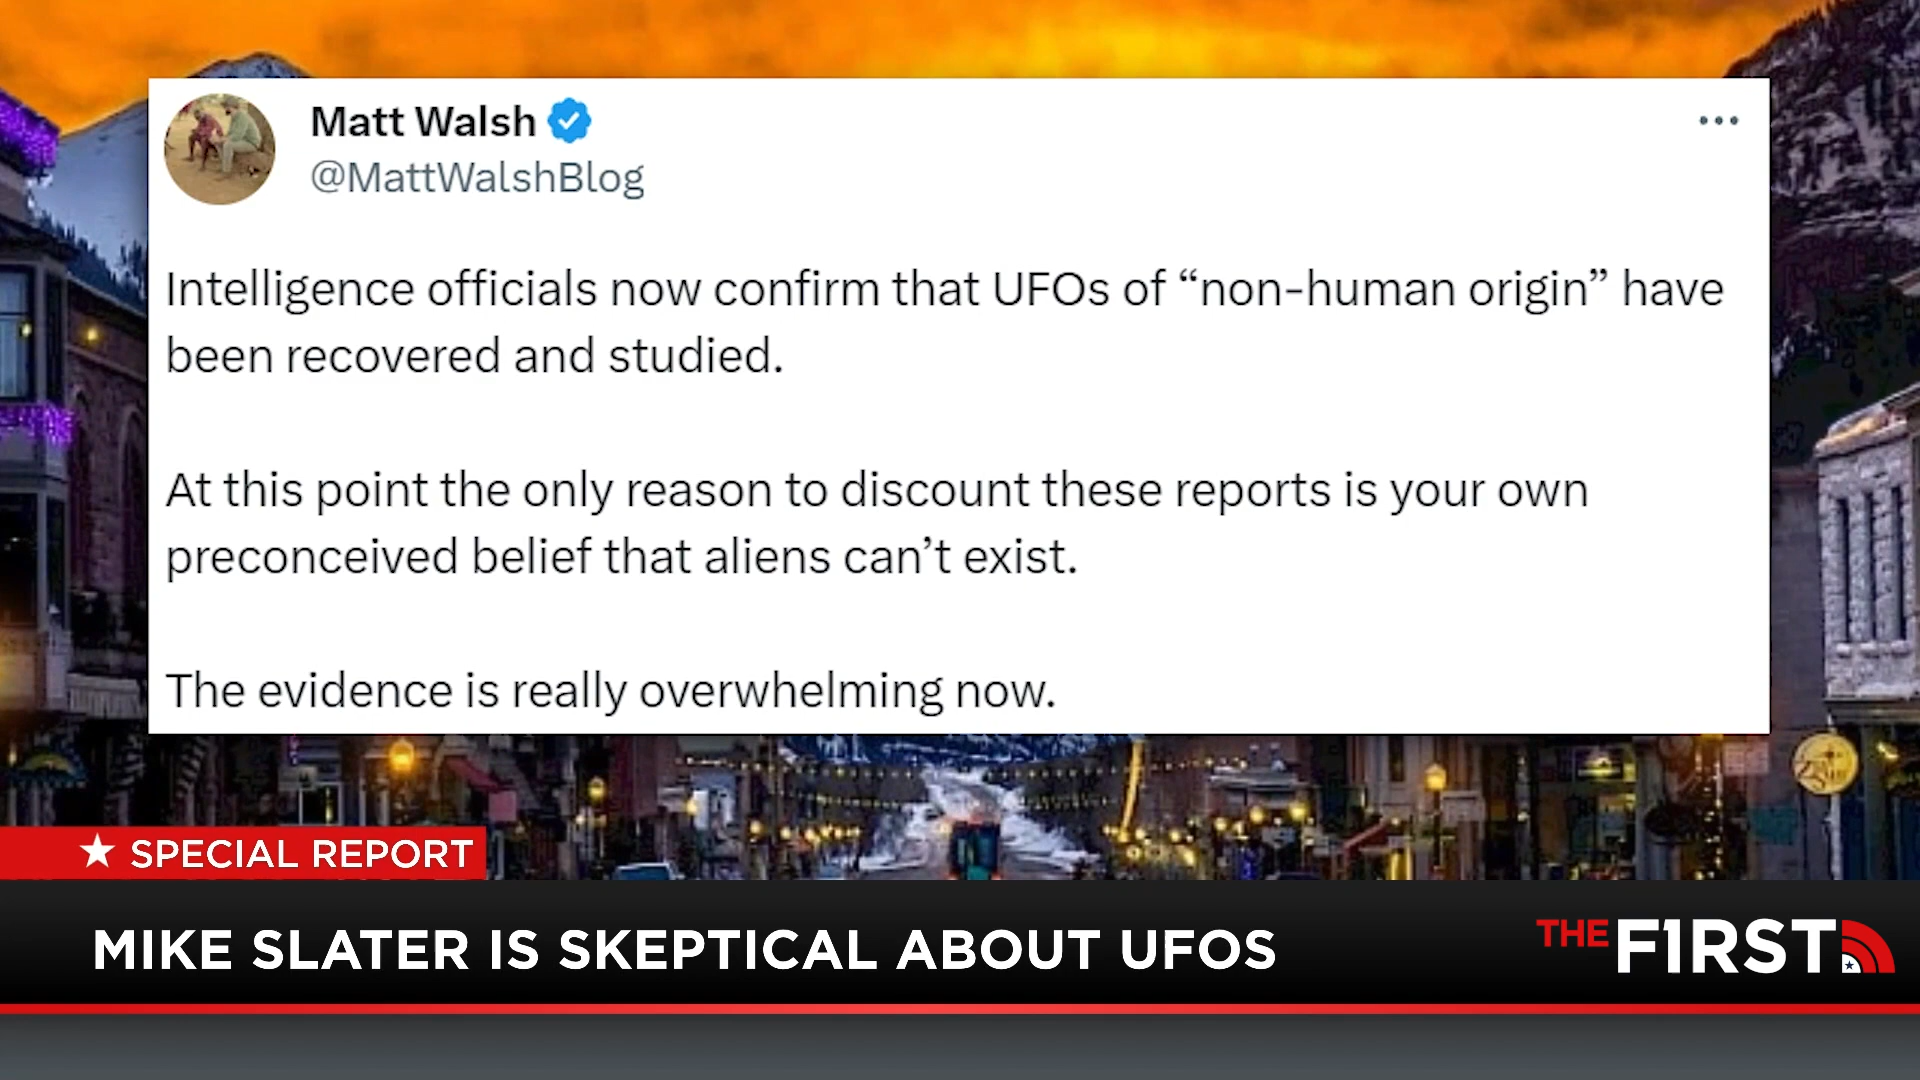 Matt Walsh
@MattWalshBlog
Intelligence officials now confirm that UFOs of “non-human origin” have
been recovered and studied.
At this point the only reason to discount these reports is your own
preconceived belief that aliens can’t exist.
The evidence is really overwhelming now.
SPECIAL REPORT
MIKE SLATER IS SKEPTICAL ABOUT UFOS
THE F1RST